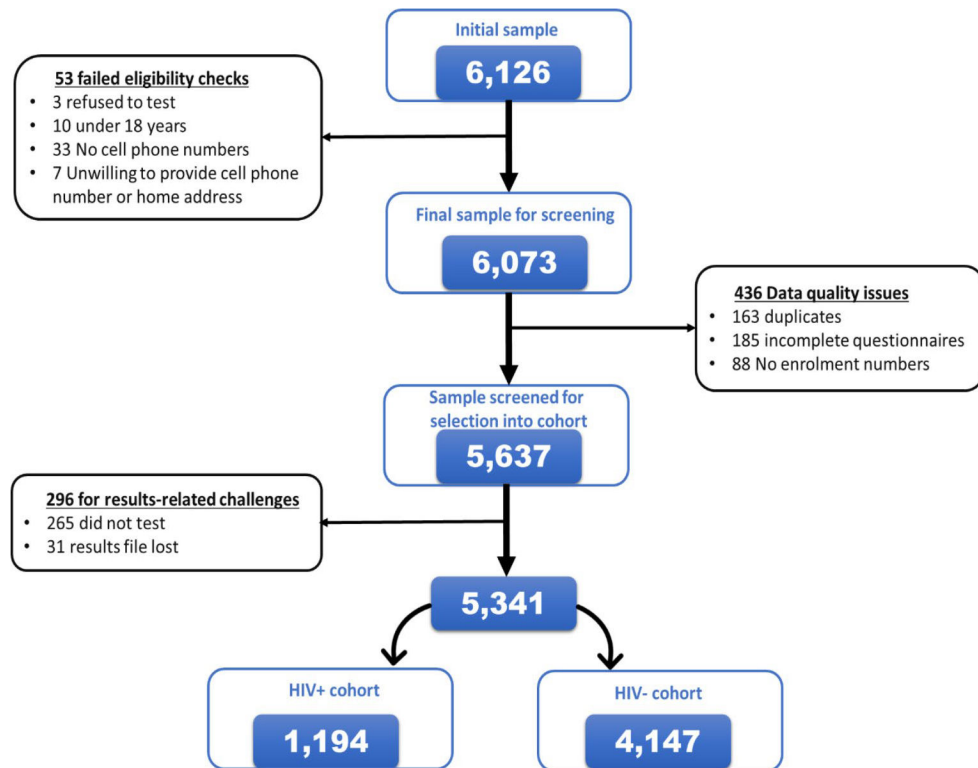 Initial sample
6,126
53 failed eligibility checks
• 3 refused to test
• 10 under 18 years
• 33 No cell phone numbers
• 7 Unwilling to provide cell phone
number or home address
Final sample for screening
6,073
436 Data quality issues
• 163 duplicates
• 185 incomplete questionnaires
• 88 No enrolment numbers
Sample screened for
selection into cohort
5,637
296 for results-related challenges
• 265 did not test
• 31 results file lost
5,341
HIV+ cohort
1,194
HIV- cohort
4,147